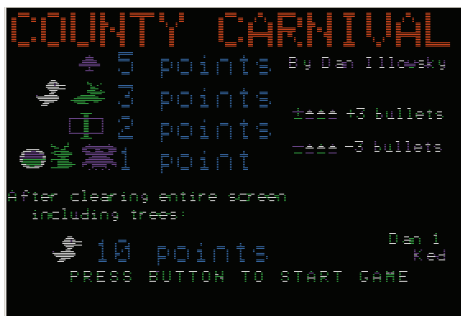 COUNTY CARNIVAL
5 points By Dan Illowsky
3 points
+3 bullets
2 points
-3 bullets
1 point
After clearing entire screen
including trees:
10 points
Dan 1
Ked
PRESS BUTTON TO START GAME